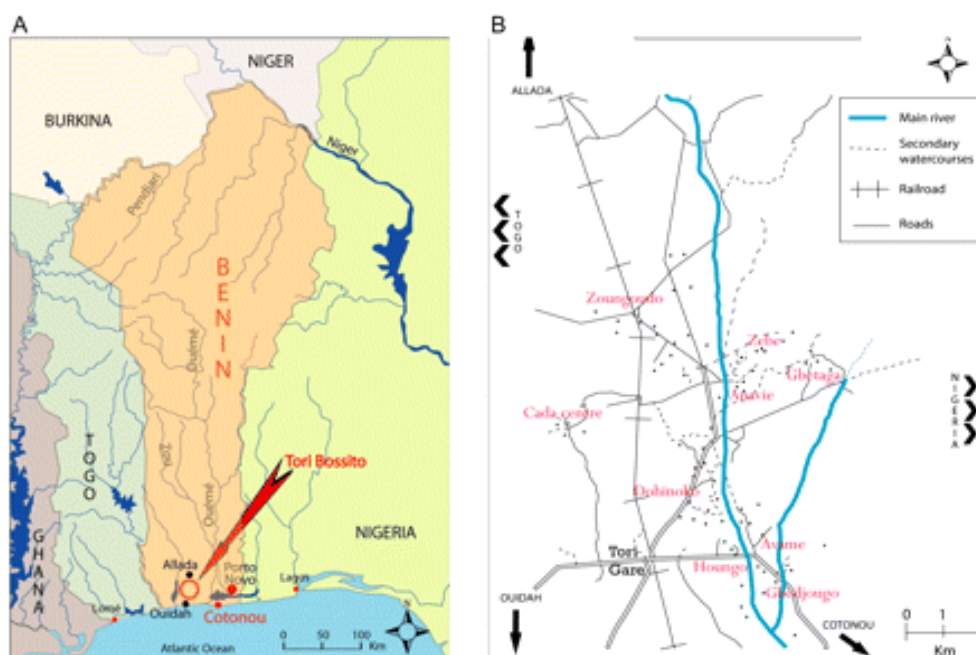 A
NIGER
BURKINA
Niger
Pendjari
BENIN
Ouémé
TOGO
Zou
Ouémé
Tori Bossito
GHANA
NIGERIA
Allada
Porto
Novo
Lagos
Lomé
Ouidah
Cotonou
Atlantic Ocean
0 50 100
Km
N
B
ALLADA
Main river
Secondary
watercourses
Railroad
Roads
TOGO
Zoungoudo
Zebe
Gbetaga
NIGERIA
Anavie
Cada centre
Dohinoko
Avame
Tori
Gare
Houngo
Gbedjougo
OUIDAH
COTONOU
0 1
Km